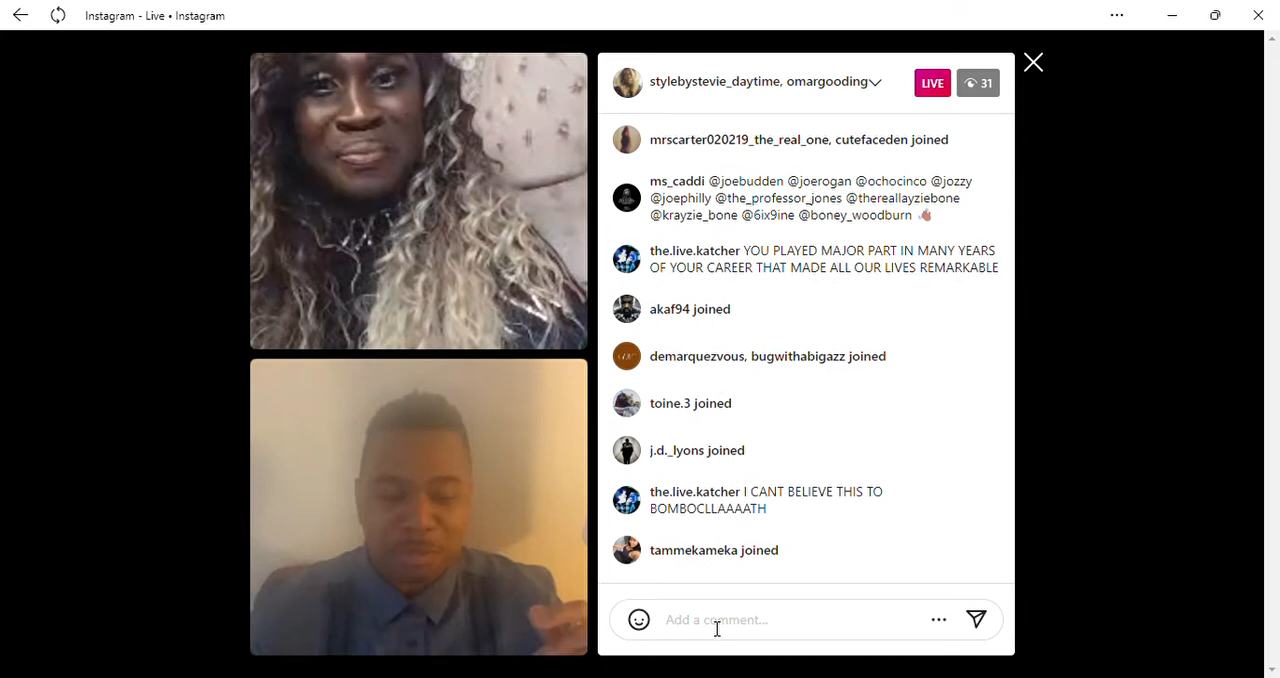 Instagram - Live • Instagram
stylebystevie_daytime, omargooding
LIVE
31
mrscarter020219_the_real_one, cutefaceden joined
ms_caddi @joebudden @joerogan @ochocinco @jozzy
@joephilly @the_professor_jones @thereallayziebone
@krayzie_bone @6ix9ine @boney_woodburn
the.live.katcher YOU PLAYED MAJOR PART IN MANY YEARS
OF YOUR CAREER THAT MADE ALL OUR LIVES REMARKABLE
akaf94 joined
demarquezvous, bugwithabigazz joined
toine.3 joined
j.d._lyons joined
the.live.katcher I CANT BELIEVE THIS TO
BOMBOCLLAAAATH
tammekameka joined
Add a comment...